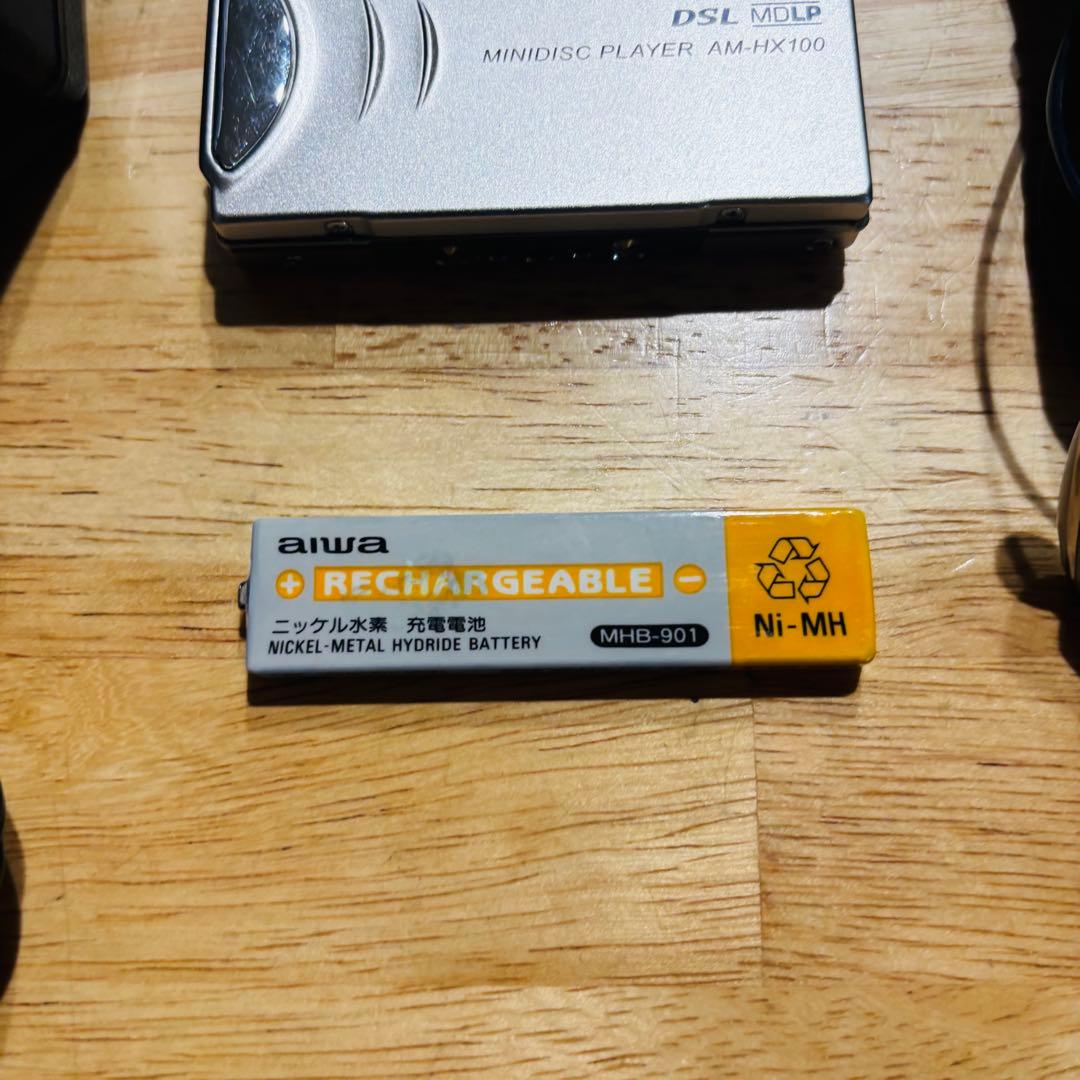 DSL MDLP
MINIDISC PLAYER AM-HX100
aiwa
+ RECHARGEABLE -
ニッケル水素 充電電池
NICKEL-METAL HYDRIDE BATTERY
MHB-901
Ni-MH